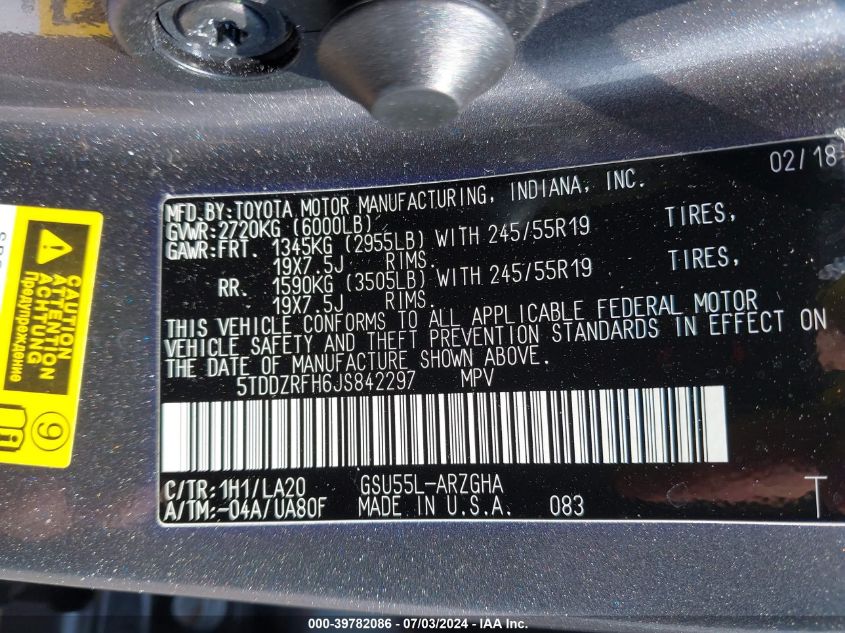 02/18
MFD.BY:TOYOTA MOTOR MANUFACTURING, INDIANA, INC.
GVWR:2720KG (6000LB)
GAWR:FRT. 1345KG (2955LB) WITH 245/55R19 TIRES,
19X7.5J RIMS.
RR. 1590KG (3505LB) WITH 245/55R19 TIRES,
19X7.5J RIMS.
THIS VEHICLE CONFORMS TO ALL APPLICABLE FEDERAL MOTOR
VEHICLE SAFETY AND THEFT PREVENTION STANDARDS IN EFFECT ON
THE DATE OF MANUFACTURE SHOWN ABOVE.
5TDDZRFH6JS842297 MPV
C/TR:1H1/LA20 GSU55L-ARZGHA
A/TM:-04A/UA80F MADE IN U.S.A. 083
T
CAUTION
ATTENTION
ACHTUNG
Предупреждение
9
000-39782086 - 07/03/2024 - IAA Inc.